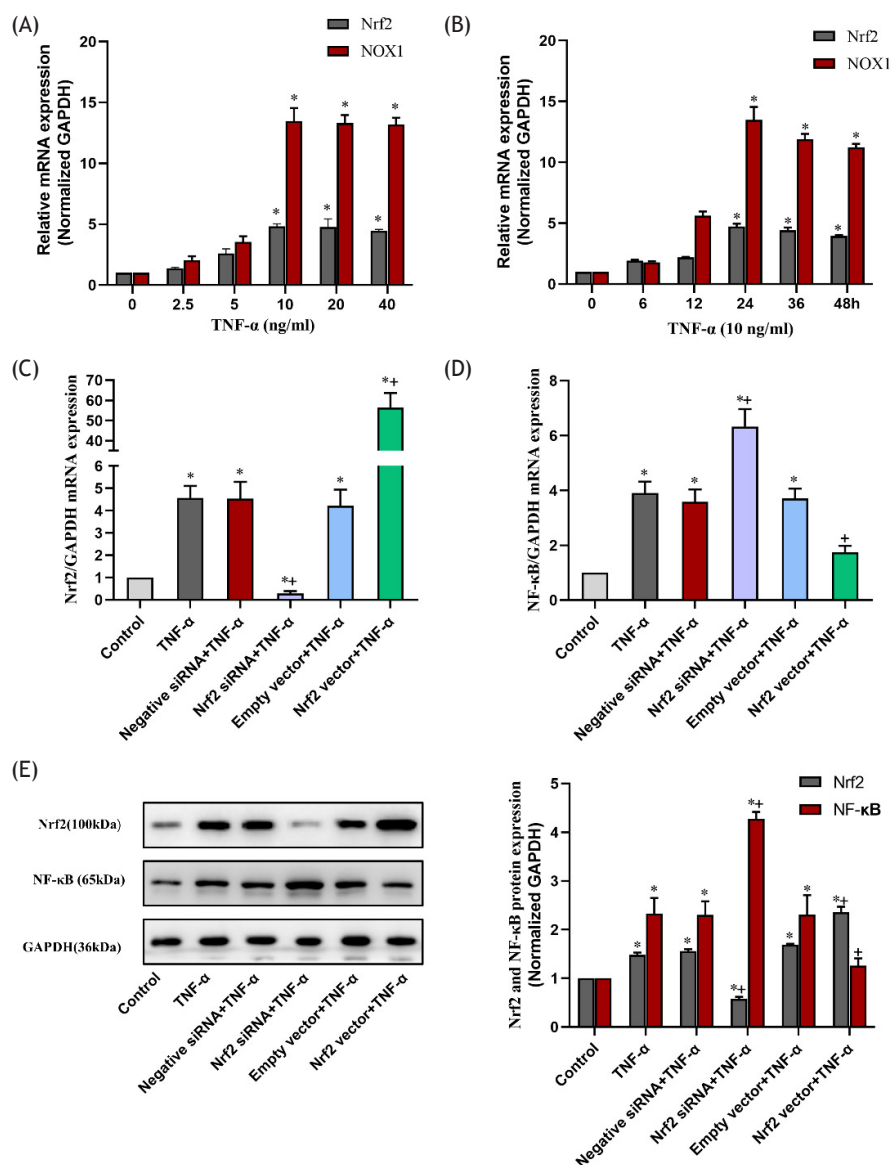 (A)
Nrf2
NOX1
Relative mRNA expression
(Normalized GAPDH)
20
15
10
5
0
* * *
* * *
0 2.5 5 10 20 40
TNF-α (ng/ml)
(B)
Nrf2
NOX1
Relative mRNA expression
(Normalized GAPDH)
20
15
10
5
0
* * *
* * *
0 6 12 24 36 48h
TNF-α (10 ng/ml)
(C)
Nrf2/GAPDH mRNA expression
70
60
50
40
30
20
10
6
5
4
3
2
1
0
* * *+ * *+
Control
TNF-α
Negative siRNA+TNF-α
Nrf2 siRNA+TNF-α
Empty vector+TNF-α
Nrf2 vector+TNF-α
(D)
NF-κB/GAPDH mRNA expression
8
6
4
2
0
* * *+ * +
Control
TNF-α
Negative siRNA+TNF-α
Nrf2 siRNA+TNF-α
Empty vector+TNF-α
Nrf2 vector+TNF-α
(E)
Nrf2(100kDa)
NF-κB (65kDa)
GAPDH(36kDa)
Control
TNF-α
Negative siRNA+TNF-α
Nrf2 siRNA+TNF-α
Empty vector+TNF-α
Nrf2 vector+TNF-α
Nrf2
NF-κB
Nrf2 and NF-κB protein expression
(Normalized GAPDH)
5
4
3
2
1
0
* * * * *+ *+ * * *+ +
Control
TNF-α
Negative siRNA+TNF-α
Nrf2 siRNA+TNF-α
Empty vector+TNF-α
Nrf2 vector+TNF-α